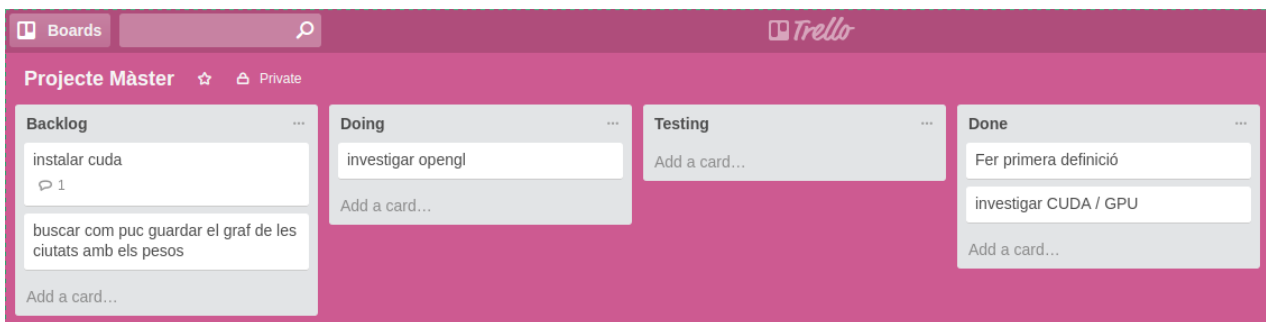 Boards
Trello
Projecte Màster
Private
Backlog
instalar cuda
1
buscar com puc guardar el graf de les
ciutats amb els pesos
Add a card…
Doing
investigar opengl
Add a card…
Testing
Add a card…
Done
Fer primera definició
investigar CUDA / GPU
Add a card…